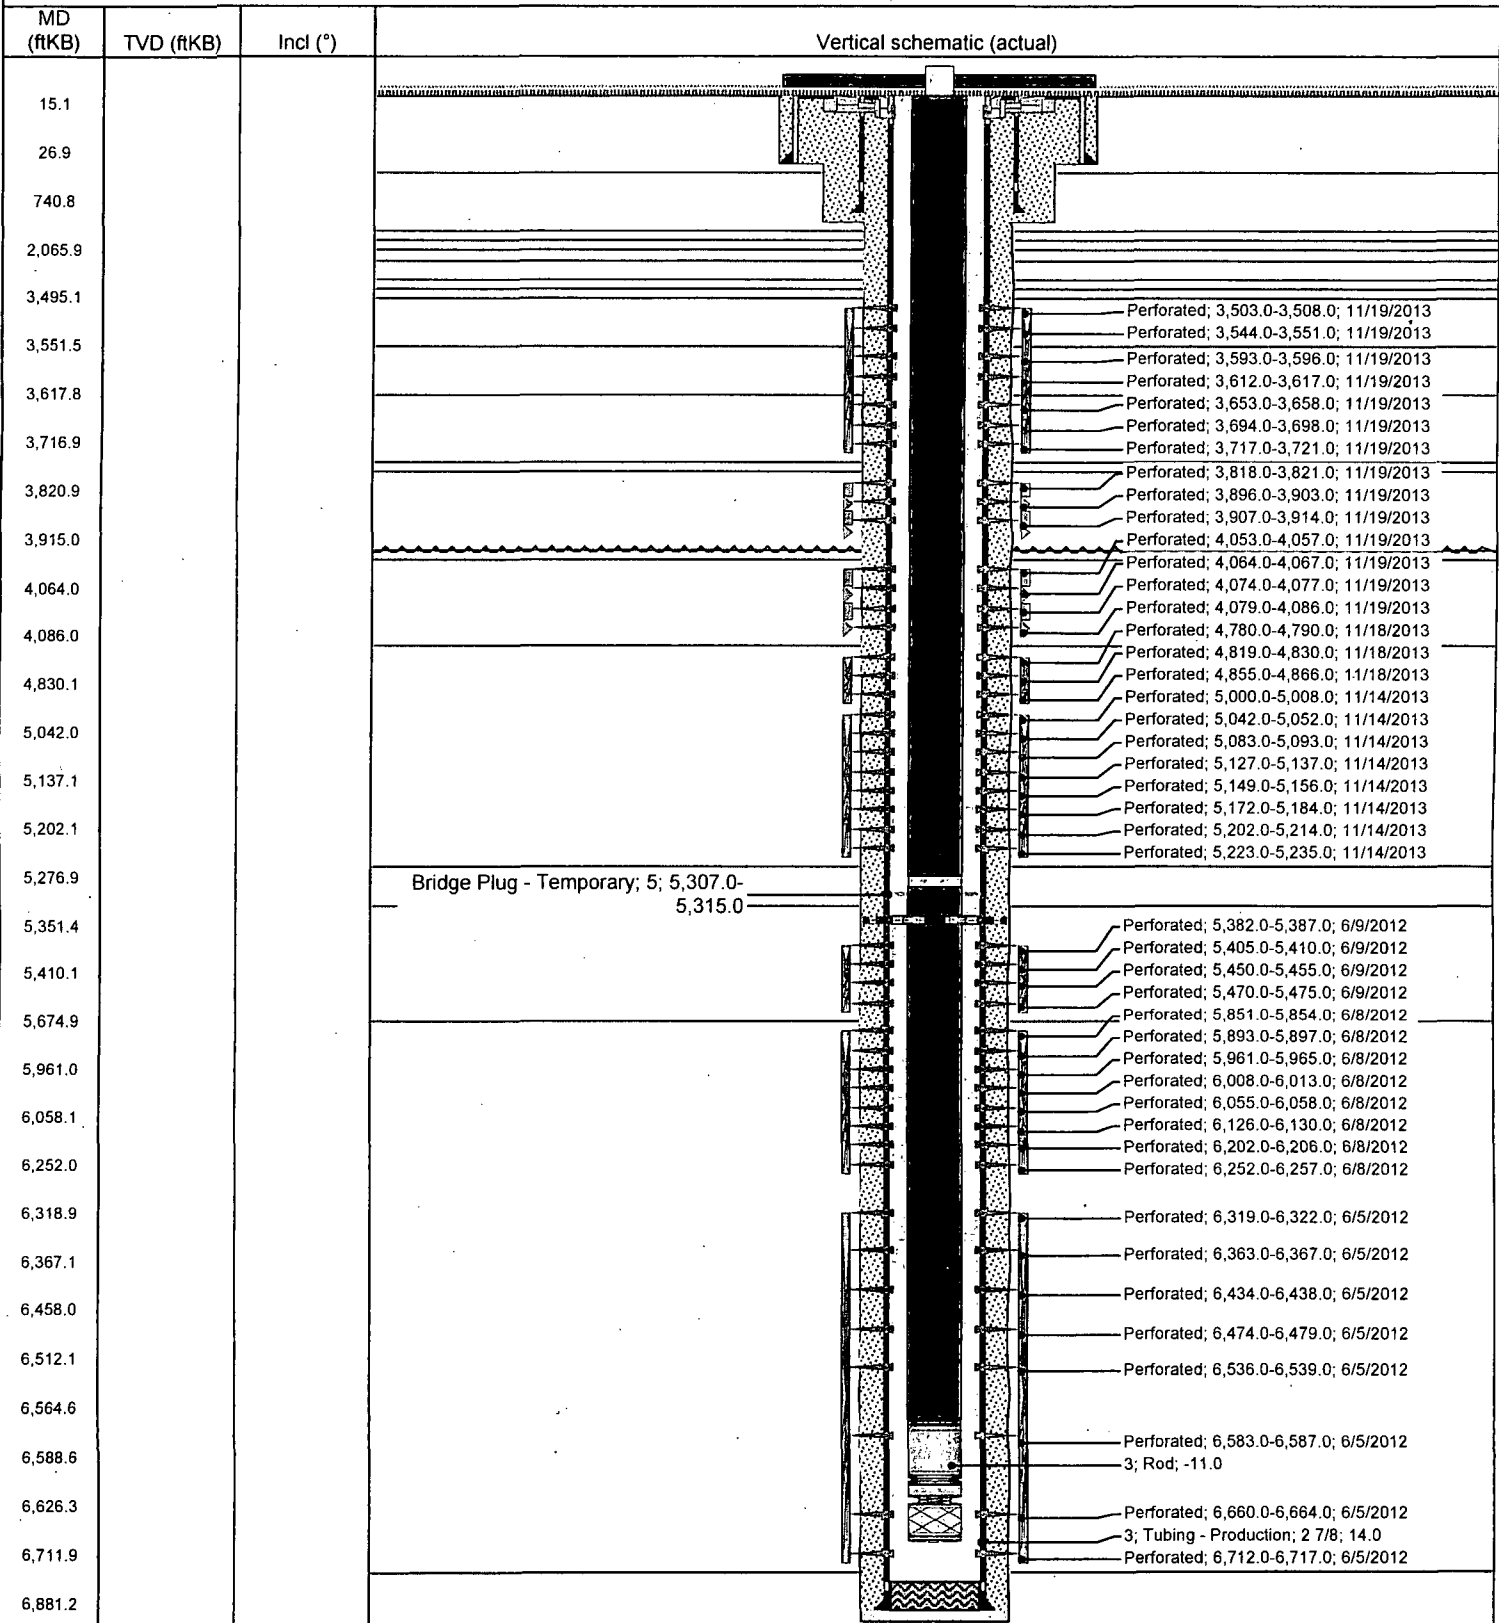 MD
(ftKB)
TVD (ftKB)
Incl (°)
Vertical schematic (actual)
15.1
26.9
740.8
2,065.9
3,495.1
3,551.5
3,617.8
3,716.9
3,820.9
3,915.0
4,064.0
4,086.0
4,830.1
5,042.0
5,137.1
5,202.1
5,276.9
5,351.4
5,410.1
5,674.9
5,961.0
6,058.1
6,252.0
6,318.9
6,367.1
6,458.0
6,512.1
6,564.6
6,588.6
6,626.3
6,711.9
6,881.2
Bridge Plug - Temporary; 5; 5,307.0-
5,315.0
Perforated; 3,503.0-3,508.0; 11/19/2013
Perforated; 3,544.0-3,551.0; 11/19/2013
Perforated; 3,593.0-3,596.0; 11/19/2013
Perforated; 3,612.0-3,617.0; 11/19/2013
Perforated; 3,653.0-3,658.0; 11/19/2013
Perforated; 3,694.0-3,698.0; 11/19/2013
Perforated; 3,717.0-3,721.0; 11/19/2013
Perforated; 3,818.0-3,821.0; 11/19/2013
Perforated; 3,896.0-3,903.0; 11/19/2013
Perforated; 3,907.0-3,914.0; 11/19/2013
Perforated; 4,053.0-4,057.0; 11/19/2013
Perforated; 4,064.0-4,067.0; 11/19/2013
Perforated; 4,074.0-4,077.0; 11/19/2013
Perforated; 4,079.0-4,086.0; 11/19/2013
Perforated; 4,780.0-4,790.0; 11/18/2013
Perforated; 4,819.0-4,830.0; 11/18/2013
Perforated; 4,855.0-4,866.0; 11/18/2013
Perforated; 5,000.0-5,008.0; 11/14/2013
Perforated; 5,042.0-5,052.0; 11/14/2013
Perforated; 5,083.0-5,093.0; 11/14/2013
Perforated; 5,127.0-5,137.0; 11/14/2013
Perforated; 5,149.0-5,156.0; 11/14/2013
Perforated; 5,172.0-5,184.0; 11/14/2013
Perforated; 5,202.0-5,214.0; 11/14/2013
Perforated; 5,223.0-5,235.0; 11/14/2013
Perforated; 5,382.0-5,387.0; 6/9/2012
Perforated; 5,405.0-5,410.0; 6/9/2012
Perforated; 5,450.0-5,455.0; 6/9/2012
Perforated; 5,470.0-5,475.0; 6/9/2012
Perforated; 5,851.0-5,854.0; 6/8/2012
Perforated; 5,893.0-5,897.0; 6/8/2012
Perforated; 5,961.0-5,965.0; 6/8/2012
Perforated; 6,008.0-6,013.0; 6/8/2012
Perforated; 6,055.0-6,058.0; 6/8/2012
Perforated; 6,126.0-6,130.0; 6/8/2012
Perforated; 6,202.0-6,206.0; 6/8/2012
Perforated; 6,252.0-6,257.0; 6/8/2012
Perforated; 6,319.0-6,322.0; 6/5/2012
Perforated; 6,363.0-6,367.0; 6/5/2012
Perforated; 6,434.0-6,438.0; 6/5/2012
Perforated; 6,474.0-6,479.0; 6/5/2012
Perforated; 6,536.0-6,539.0; 6/5/2012
Perforated; 6,583.0-6,587.0; 6/5/2012
3; Rod; -11.0
Perforated; 6,660.0-6,664.0; 6/5/2012
3; Tubing - Production; 2 7/8; 14.0
Perforated; 6,712.0-6,717.0; 6/5/2012